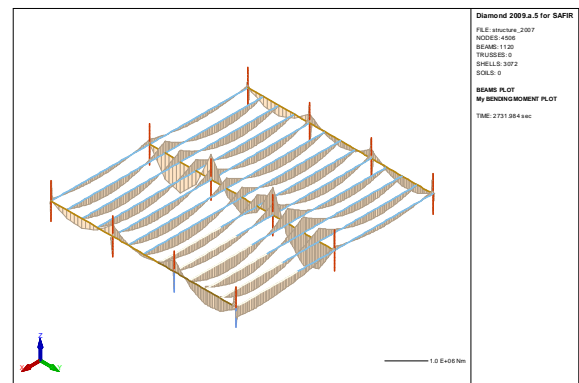 Diamond 2009.a.5 for SAFIR
FILE: structure_2007
NODES: 4506
BEAMS: 1120
TRUSSES: 0
SHELLS: 3072
SOILS: 0
BEAMS PLOT
My BENDING MOMENT PLOT
TIME: 2731.984 sec
1.0 E+06 Nm
Z
X
Y